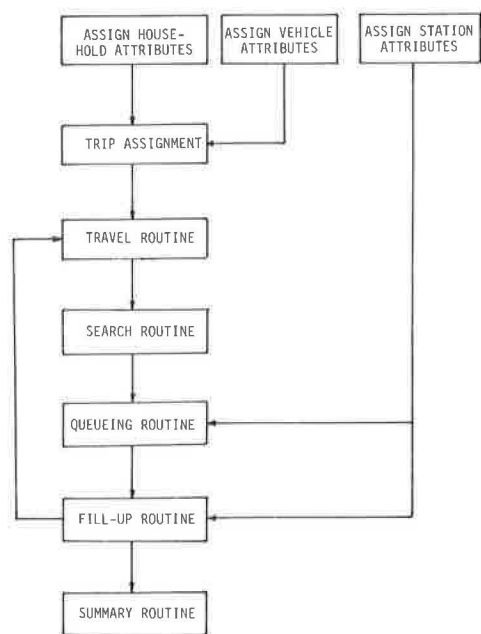 ASSIGN HOUSE-
HOLD ATTRIBUTES
ASSIGN VEHICLE
ATTRIBUTES
ASSIGN STATION
ATTRIBUTES
TRIP ASSIGNMENT
TRAVEL ROUTINE
SEARCH ROUTINE
QUEUEING ROUTINE
FILL-UP ROUTINE
SUMMARY ROUTINE